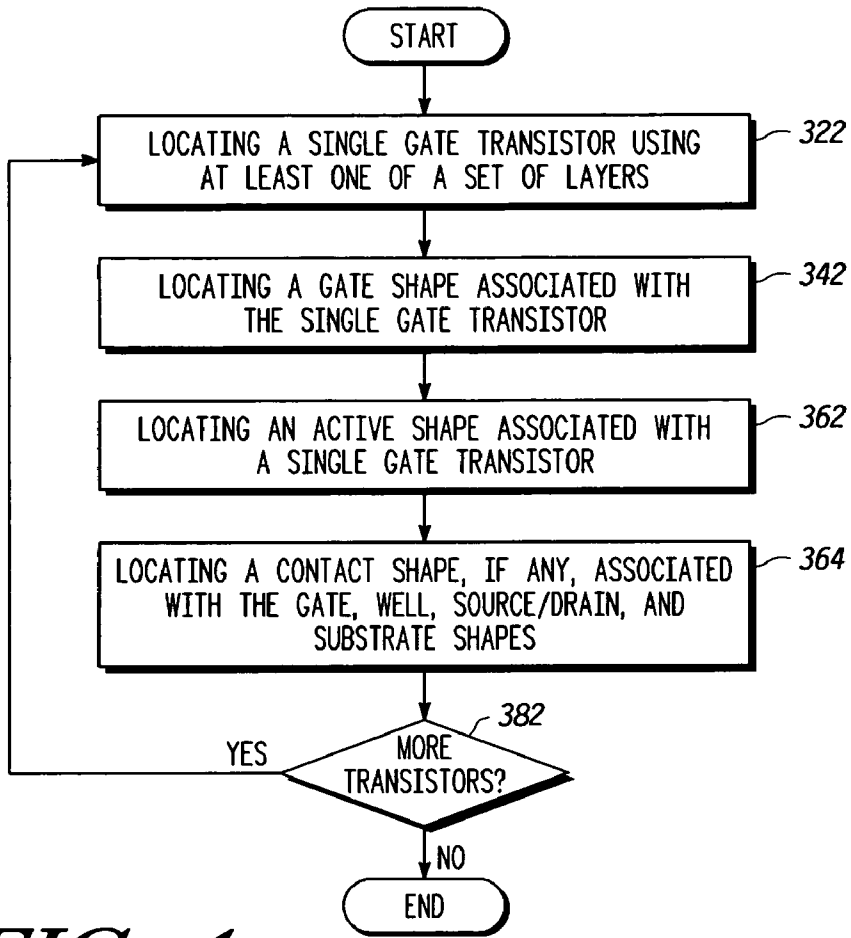 START
LOCATING A SINGLE GATE TRANSISTOR USING
AT LEAST ONE OF A SET OF LAYERS
322
LOCATING A GATE SHAPE ASSOCIATED WITH
THE SINGLE GATE TRANSISTOR
342
LOCATING AN ACTIVE SHAPE ASSOCIATED WITH
A SINGLE GATE TRANSISTOR
362
LOCATING A CONTACT SHAPE, IF ANY, ASSOCIATED
WITH THE GATE, WELL, SOURCE/DRAIN, AND
SUBSTRATE SHAPES
364
382
YES
MORE
TRANSISTORS?
NO
END